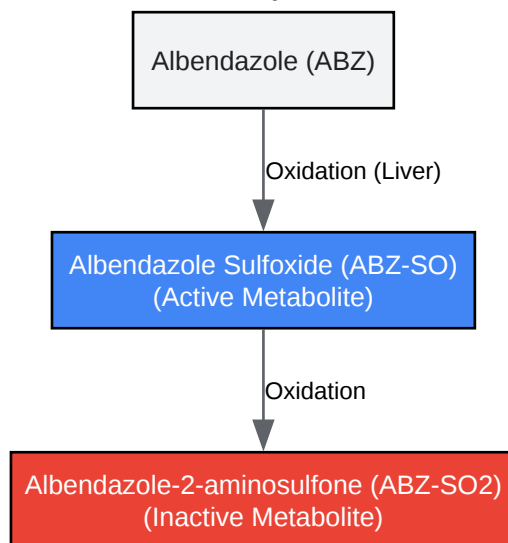 Albendazole (ABZ)
Oxidation (Liver)
Albendazole Sulfoxide (ABZ-SO)
(Active Metabolite)
Oxidation
Albendazole-2-aminosulfone (ABZ-SO2)
(Inactive Metabolite)